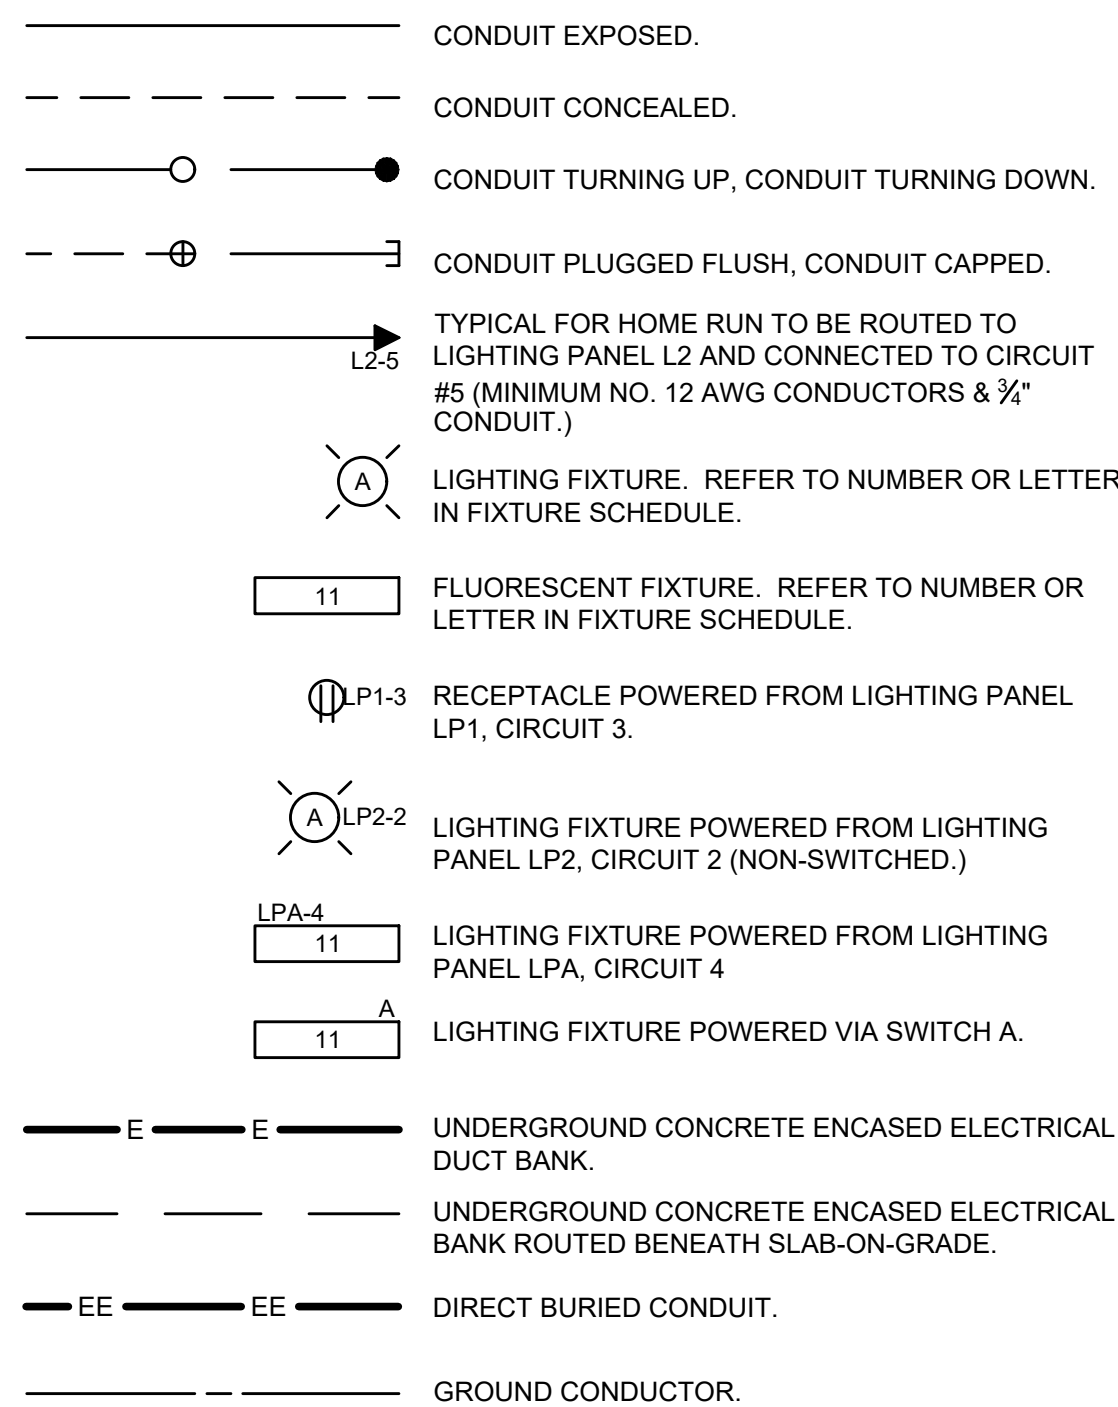 CONDUIT EXPOSED.
CONDUIT CONCEALED.
CONDUIT TURNING UP, CONDUIT TURNING DOWN.
CONDUIT PLUGGED FLUSH, CONDUIT CAPPED.
L2-5
TYPICAL FOR HOME RUN TO BE ROUTED TO
LIGHTING PANEL L2 AND CONNECTED TO CIRCUIT
#5 (MINIMUM NO. 12 AWG CONDUCTORS & ¾"
CONDUIT.)
A
LIGHTING FIXTURE. REFER TO NUMBER OR LETTER
IN FIXTURE SCHEDULE.
11
FLUORESCENT FIXTURE. REFER TO NUMBER OR
LETTER IN FIXTURE SCHEDULE.
LP1-3
RECEPTACLE POWERED FROM LIGHTING PANEL
LP1, CIRCUIT 3.
A LP2-2
LIGHTING FIXTURE POWERED FROM LIGHTING
PANEL LP2, CIRCUIT 2 (NON-SWITCHED.)
LPA-4
11
LIGHTING FIXTURE POWERED FROM LIGHTING
PANEL LPA, CIRCUIT 4
A
11
LIGHTING FIXTURE POWERED VIA SWITCH A.
E E
UNDERGROUND CONCRETE ENCASED ELECTRICAL
DUCT BANK.
UNDERGROUND CONCRETE ENCASED ELECTRICAL
BANK ROUTED BENEATH SLAB-ON-GRADE.
EE EE
DIRECT BURIED CONDUIT.
GROUND CONDUCTOR.